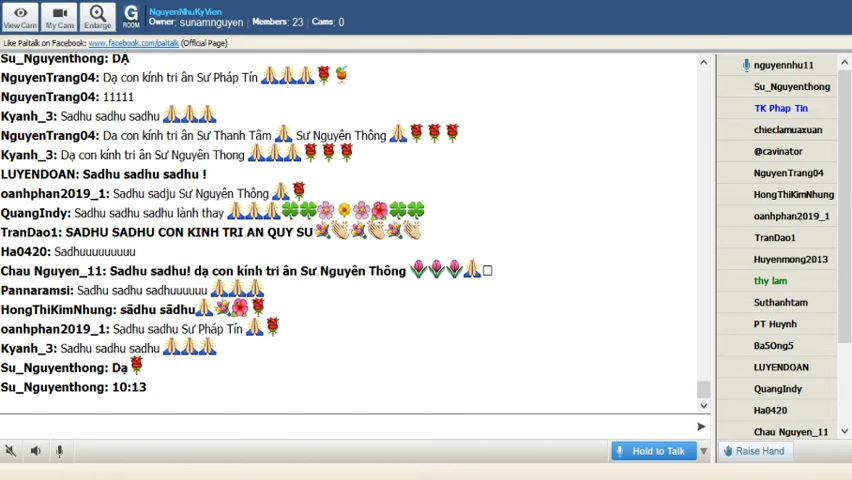 NguyenNhuKyVien
Owner: sunamnguyen Members: 23 Cams: 0
View Cam My Cam Enlarge G ROOM
Like Paltalk on Facebook: www.facebook.com/paltalk (Official Page)
Su_Nguyenthong: DẠ
NguyenTrang04: Dạ con kính tri ân Sư Pháp Tín
NguyenTrang04: 11111
Kyanh_3: Sadhu sadhu sadhu
NguyenTrang04: Da con kính tri ân Sư Thanh Tâm Sư Nguyên Thông
Kyanh_3: Dạ con kính tri ân Sư Nguyên Thong
LUYENDOAN: Sadhu sadhu sadhu !
oanhphan2019_1: Sadhu sadju Sư Nguyên Thông
QuangIndy: Sadhu sadhu sadhu lành thay
TranDao1: SADHU SADHU CON KINH TRI AN QUY SU
Ha0420: Sadhuuuuuuuuu
Chau Nguyen_11: Sadhu sadhu! dạ con kính tri ân Sư Nguyên Thông
Pannaramsi: Sadhu sadhu sadhuuuuuu
HongThiKimNhung: sādhu sādhu
oanhphan2019_1: Sadhu sadhu Sư Pháp Tín
Kyanh_3: Sadhu sadhu sadhu
Su_Nguyenthong: Dạ
Su_Nguyenthong: 10:13
Hold to Talk
nguyennhu11
Su_Nguyenthong
TK Phap Tin
chieclamuaxuan
@cavinator
NguyenTrang04
HongThiKimNhung
oanhphan2019_1
TranDao1
Huyenmong2013
thy lam
Suthanhtam
PT Huynh
Ba5Ong5
LUYENDOAN
QuangIndy
Ha0420
Chau Nguyen_11
Raise Hand